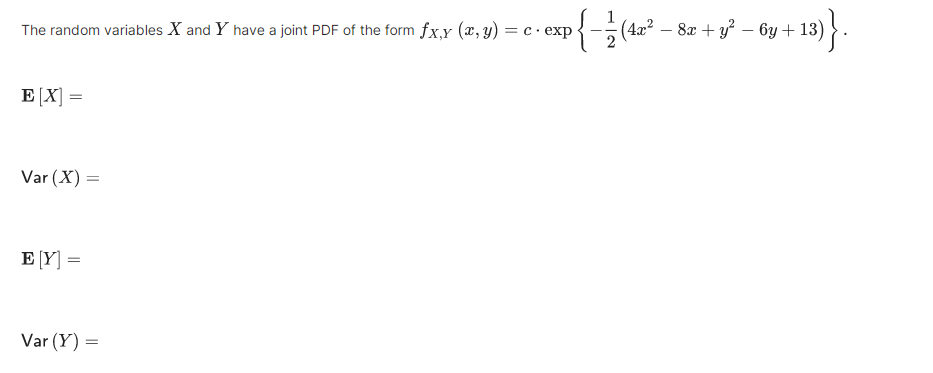 The random variables X and Y have a joint PDF of the form f_{X,Y} (x, y) = c · exp { −\frac{1}{2} (4x² − 8x + y² − 6y + 13) } .
E [X] =
Var (X) =
E [Y] =
Var (Y) =